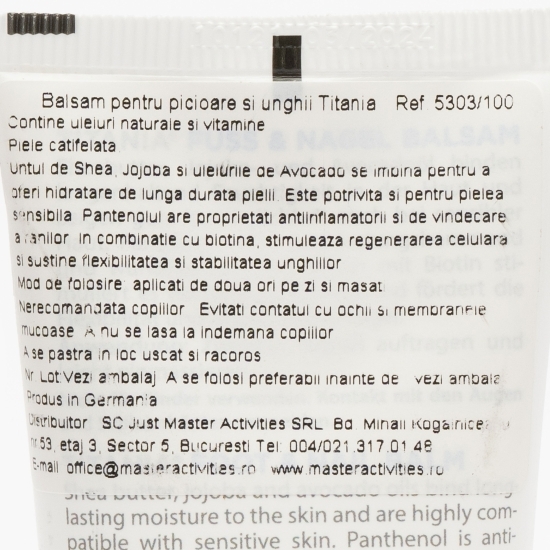 Balsam pentru picioare si unghii Titania Ref 5303/100
Contine uleiuri naturale si vitamine
Piele catifelata
Untul de Shea, Jojoba si uleiurile de Avocado se imbina pentru a
oferi hidratare de lunga durata pielii. Este potrivita si pentru piele
sensibila Pantenolul are proprietati antiinflamatorii si de vindecare
a ranilor in combinatie cu biotina, stimuleaza regenerarea celulara
si sustine flexibilitatea si stabilitatea unghiilor
Mod de folosire aplicati de doua ori pe zi si masat
Nerecomandata copiilor Evitati contatul cu ochii si membranele
mucoase A nu se lasa la indemana copiilor
A se pastra in loc uscat si racoros
Nr Lot Vezi ambalaj A se folosi preferabil inainte de vezi ambala
Produs in Germania
Distribuitor SC Just Master Activities SRL Bd. Mihail Kogalniceanu
nr 53, etaj 3, Sector 5, Bucuresti Tel: 004/021.317.01.48
E-mail office@masteractivities.ro www.masteractivities.ro
FUSS & NAGEL BALSAM
Shea butter, jojoba and avocado oils bind long-
lasting moisture to the skin and are highly com-
patible with sensitive skin. Panthenol is anti-